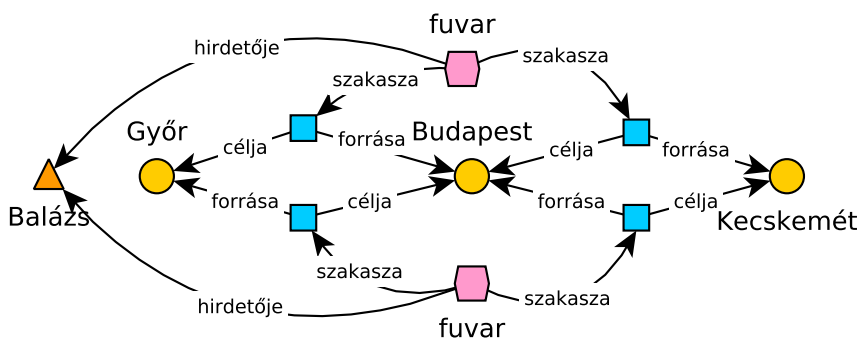 fuvar
hirdetője
szakasza
szakasza
Győr
Budapest
célja
forrása
célja
forrása
Balázs
forrása
célja
forrása
célja
Kecskemét
szakasza
hirdetője
szakasza
fuvar